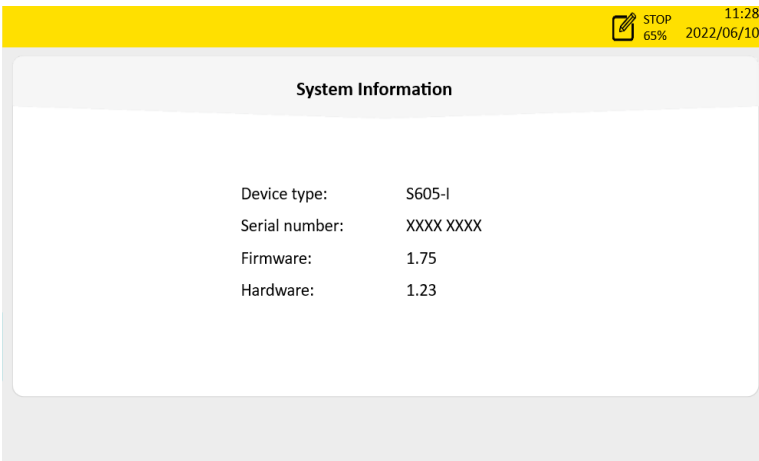 STOP 11:28
65% 2022/06/10
System Information
Device type: S605-I
Serial number: XXXX XXXX
Firmware: 1.75
Hardware: 1.23